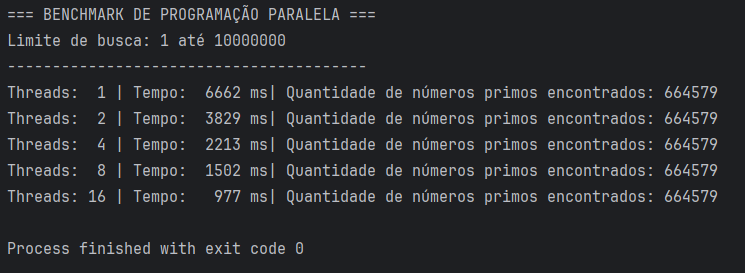 === BENCHMARK DE PROGRAMAÇÃO PARALELA ===
Limite de busca: 1 até 10000000
----------------------------------------
Threads:  1 | Tempo:  6662 ms| Quantidade de números primos encontrados: 664579
Threads:  2 | Tempo:  3829 ms| Quantidade de números primos encontrados: 664579
Threads:  4 | Tempo:  2213 ms| Quantidade de números primos encontrados: 664579
Threads:  8 | Tempo:  1502 ms| Quantidade de números primos encontrados: 664579
Threads: 16 | Tempo:   977 ms| Quantidade de números primos encontrados: 664579
Process finished with exit code 0